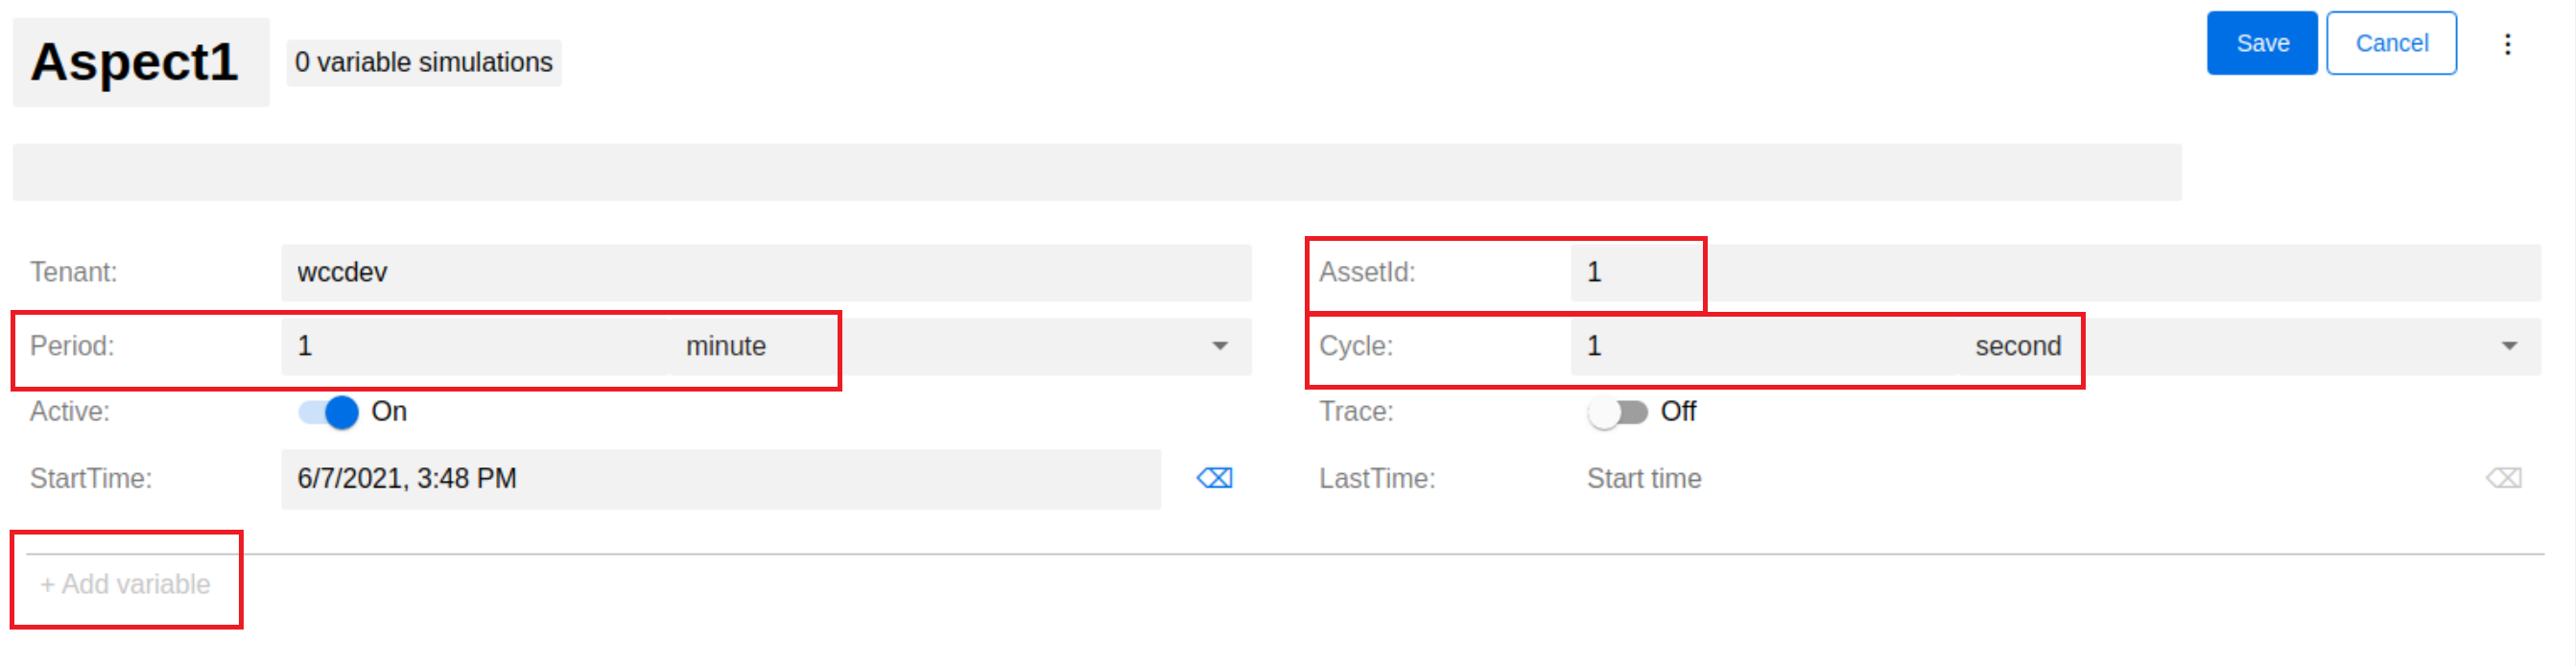 Aspect1 0 variable simulations Save Cancel
Tenant: wccdev AssetId: 1
Period: 1 minute Cycle: 1 second
Active: On Trace: Off
StartTime: 6/7/2021, 3:48 PM LastTime: Start time
+ Add variable